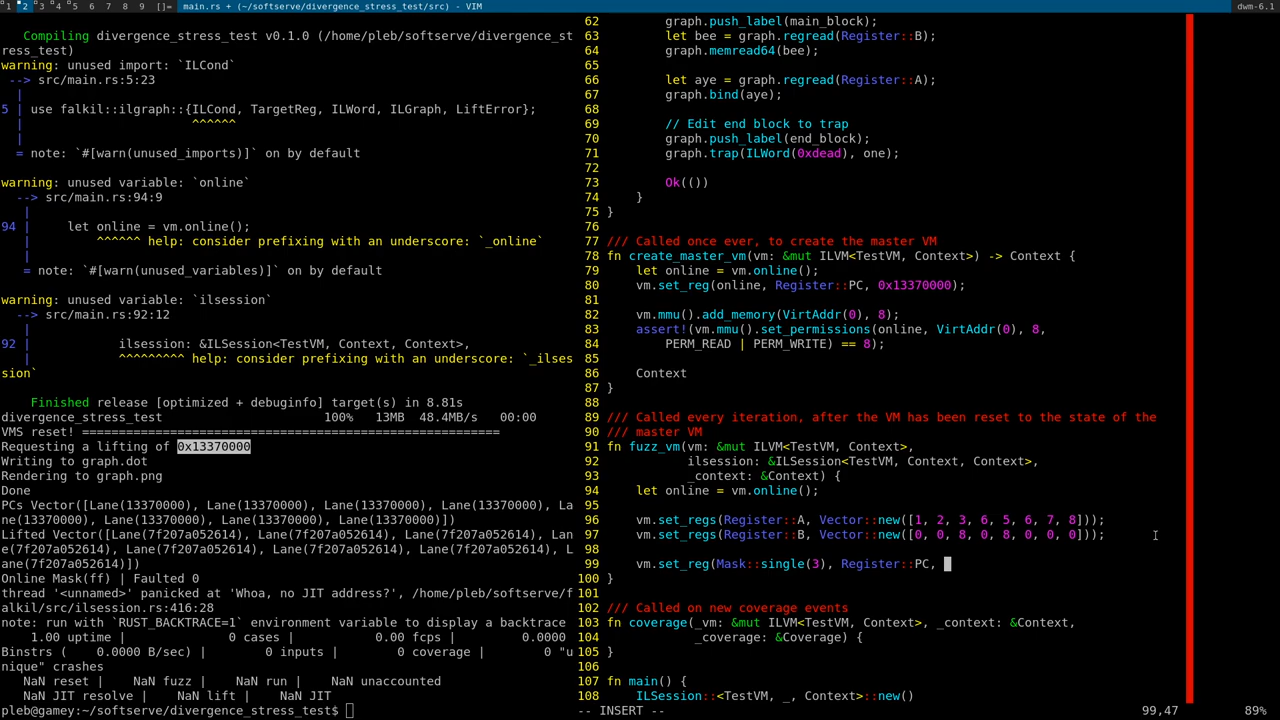 1 2 3 4 5 6 7 8 9 []= main.rs + (~/softserve/divergence_stress_test/src) - VIM dwm-6.1
   Compiling divergence_stress_test v0.1.0 (/home/pleb/softserve/divergence_st
ress_test)
warning: unused import: `ILCond`
 --> src/main.rs:5:23
  |
5 | use falkil::ilgraph::{ILCond, TargetReg, ILWord, ILGraph, LiftError};
  |                       ^^^^^^
  |
  = note: `#[warn(unused_imports)]` on by default
warning: unused variable: `online`
  --> src/main.rs:94:9
   |
94 |     let online = vm.online();
   |         ^^^^^^ help: consider prefixing with an underscore: `_online`
   |
   = note: `#[warn(unused_variables)]` on by default
warning: unused variable: `ilsession`
  --> src/main.rs:92:12
   |
92 |            ilsession: &ILSession<TestVM, Context, Context>,
   |            ^^^^^^^^^ help: consider prefixing with an underscore: `_ilses
sion`
    Finished release [optimized + debuginfo] target(s) in 8.81s
divergence_stress_test                      100%   13MB  48.4MB/s   00:00
VMS reset! =========================================================
Requesting a lifting of 0x13370000
Writing to graph.dot
Rendering to graph.png
Done
PCs Vector([Lane(13370000), Lane(13370000), Lane(13370000), Lane(13370000), La
ne(13370000), Lane(13370000), Lane(13370000), Lane(13370000)])
Lifted Vector([Lane(7f207a052614), Lane(7f207a052614), Lane(7f207a052614), Lan
e(7f207a052614), Lane(7f207a052614), Lane(7f207a052614), Lane(7f207a052614), L
ane(7f207a052614)])
Online Mask(ff) | Faulted 0
thread '<unnamed>' panicked at 'Whoa, no JIT address?', /home/pleb/softserve/f
alkil/src/ilsession.rs:416:28
note: run with `RUST_BACKTRACE=1` environment variable to display a backtrace
    1.00 uptime |              0 cases |           0.00 fcps |       0.0000
Binstrs (    0.0000 B/sec) |         0 inputs |         0 coverage |         0 "u
nique" crashes
   NaN reset |    NaN fuzz |    NaN run |    NaN unaccounted
   NaN JIT resolve |    NaN lift |    NaN JIT
pleb@gamey:~/softserve/divergence_stress_test$
62         graph.push_label(main_block);
63         let bee = graph.regread(Register::B);
64         graph.memread64(bee);
65
66         let aye = graph.regread(Register::A);
67         graph.bind(aye);
68
69         // Edit end block to trap
70         graph.push_label(end_block);
71         graph.trap(ILWord(0xdead), one);
72
73         Ok(())
74     }
75 }
76
77 /// Called once ever, to create the master VM
78 fn create_master_vm(vm: &mut ILVM<TestVM, Context>) -> Context {
79     let online = vm.online();
80     vm.set_reg(online, Register::PC, 0x13370000);
81
82     vm.mmu().add_memory(VirtAddr(0), 8);
83     assert!(vm.mmu().set_permissions(online, VirtAddr(0), 8,
84         PERM_READ | PERM_WRITE) == 8);
85
86     Context
87 }
88
89 /// Called every iteration, after the VM has been reset to the state of the
90 /// master VM
91 fn fuzz_vm(vm: &mut ILVM<TestVM, Context>,
92            ilsession: &ILSession<TestVM, Context, Context>,
93            _context: &Context) {
94     let online = vm.online();
95
96     vm.set_regs(Register::A, Vector::new([1, 2, 3, 6, 5, 6, 7, 8]));
97     vm.set_regs(Register::B, Vector::new([0, 0, 8, 0, 8, 0, 0, 0]));
98
99     vm.set_reg(Mask::single(3), Register::PC,
100 }
101
102 /// Called on new coverage events
103 fn coverage(_vm: &mut ILVM<TestVM, Context>, _context: &Context,
104            _coverage: &Coverage) {
105 }
106
107 fn main() {
108     ILSession::<TestVM, _, Context>::new()
-- INSERT -- 99,47 89%